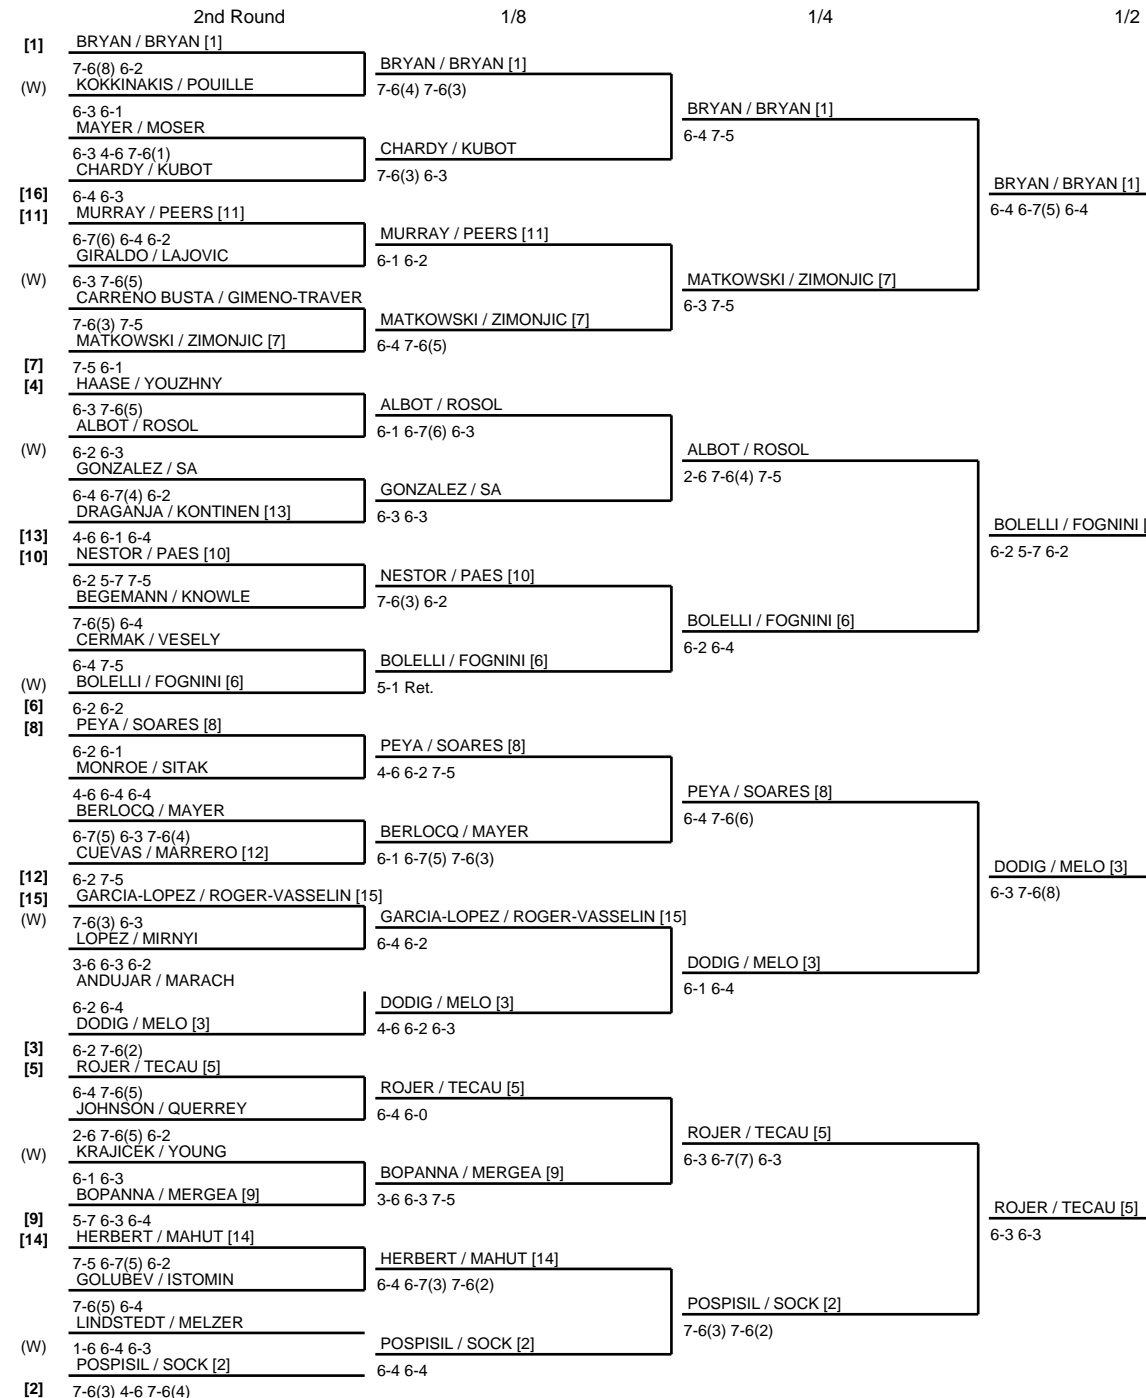 2nd Round 1/8 1/4 1/2
[1] BRYAN / BRYAN [1]
7-6(8) 6-2
(W) KOKKINAKIS / POUILLE
6-3 6-1
MAYER / MOSER
6-3 4-6 7-6(1)
CHARDY / KUBOT
[16] 6-4 6-3
[11] MURRAY / PEERS [11]
6-7(6) 6-4 6-2
GIRALDO / LAJOVIC
(W) 6-3 7-6(5)
CARRENO BUSTA / GIMENO-TRAVER
7-6(3) 7-5
MATKOWSKI / ZIMONJIC [7]
[7] 7-5 6-1
[4] HAASE / YOUZHNY
6-3 7-6(5)
ALBOT / ROSOL
(W) 6-2 6-3
GONZALEZ / SA
6-4 6-7(4) 6-2
DRAGANJA / KONTINEN [13]
[13] 4-6 6-1 6-4
[10] NESTOR / PAES [10]
6-2 5-7 7-5
BEGEMANN / KNOWLE
7-6(5) 6-4
CERMAK / VESELY
6-4 7-5
(W) BOLELLI / FOGNINI [6]
[6] 6-2 6-2
[8] PEYA / SOARES [8]
6-2 6-1
MONROE / SITAK
4-6 6-4 6-4
BERLOCQ / MAYER
6-7(5) 6-3 7-6(4)
CUEVAS / MARRERO [12]
[12] 6-2 7-5
[15] GARCIA-LOPEZ / ROGER-VASSELIN [15]
(W) 7-6(3) 6-3
LOPEZ / MIRNYI
3-6 6-3 6-2
ANDUJAR / MARACH
6-2 6-4
DODIG / MELO [3]
[3] 6-2 7-6(2)
[5] ROJER / TECAU [5]
6-4 7-6(5)
JOHNSON / QUERREY
2-6 7-6(5) 6-2
(W) KRAJICEK / YOUNG
6-1 6-3
BOPANNA / MERGEA [9]
[9] 5-7 6-3 6-4
[14] HERBERT / MAHUT [14]
7-5 6-7(5) 6-2
GOLUBEV / ISTOMIN
7-6(5) 6-4
LINDSTEDT / MELZER
(W) 1-6 6-4 6-3
POSPISIL / SOCK [2]
[2] 7-6(3) 4-6 7-6(4)
BRYAN / BRYAN [1]
7-6(4) 7-6(3)
CHARDY / KUBOT
7-6(3) 6-3
MURRAY / PEERS [11]
6-1 6-2
MATKOWSKI / ZIMONJIC [7]
6-4 7-6(5)
ALBOT / ROSOL
6-1 6-7(6) 6-3
GONZALEZ / SA
6-3 6-3
NESTOR / PAES [10]
7-6(3) 6-2
BOLELLI / FOGNINI [6]
5-1 Ret.
PEYA / SOARES [8]
4-6 6-2 7-5
BERLOCQ / MAYER
6-1 6-7(5) 7-6(3)
GARCIA-LOPEZ / ROGER-VASSELIN [15]
6-4 6-2
DODIG / MELO [3]
4-6 6-2 6-3
ROJER / TECAU [5]
6-4 6-0
BOPANNA / MERGEA [9]
3-6 6-3 7-5
HERBERT / MAHUT [14]
6-4 6-7(3) 7-6(2)
POSPISIL / SOCK [2]
6-4 6-4
BRYAN / BRYAN [1]
6-4 7-5
MATKOWSKI / ZIMONJIC [7]
6-3 7-5
ALBOT / ROSOL
2-6 7-6(4) 7-5
BOLELLI / FOGNINI [6]
6-2 6-4
PEYA / SOARES [8]
6-4 7-6(6)
DODIG / MELO [3]
6-1 6-4
ROJER / TECAU [5]
6-3 6-7(7) 6-3
POSPISIL / SOCK [2]
7-6(3) 7-6(2)
BRYAN / BRYAN [1]
6-4 6-7(5) 6-4
BOLELLI / FOGNINI [
6-2 5-7 6-2
DODIG / MELO [3]
6-3 7-6(8)
ROJER / TECAU [5]
6-3 6-3